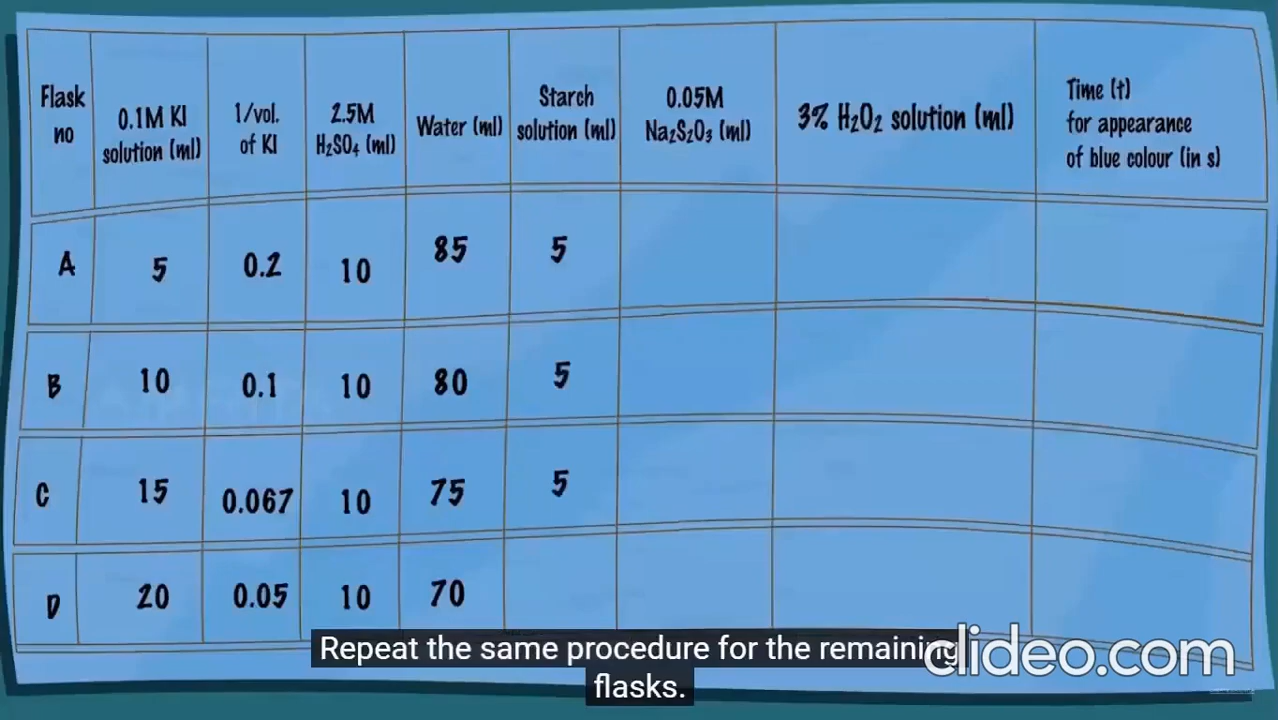 Flask no
0.1M KI solution (ml)
1/vol. of KI
2.5M H₂SO₄ (ml)
Water (ml)
Starch solution (ml)
0.05M Na₂S₂O₃ (ml)
3% H₂O₂ solution (ml)
Time (t) for appearance of blue colour (in s)
A 5 0.2 10 85 5
B 10 0.1 10 80 5
C 15 0.067 10 75 5
D 20 0.05 10 70
Repeat the same procedure for the remaining
flasks.
clideo.com